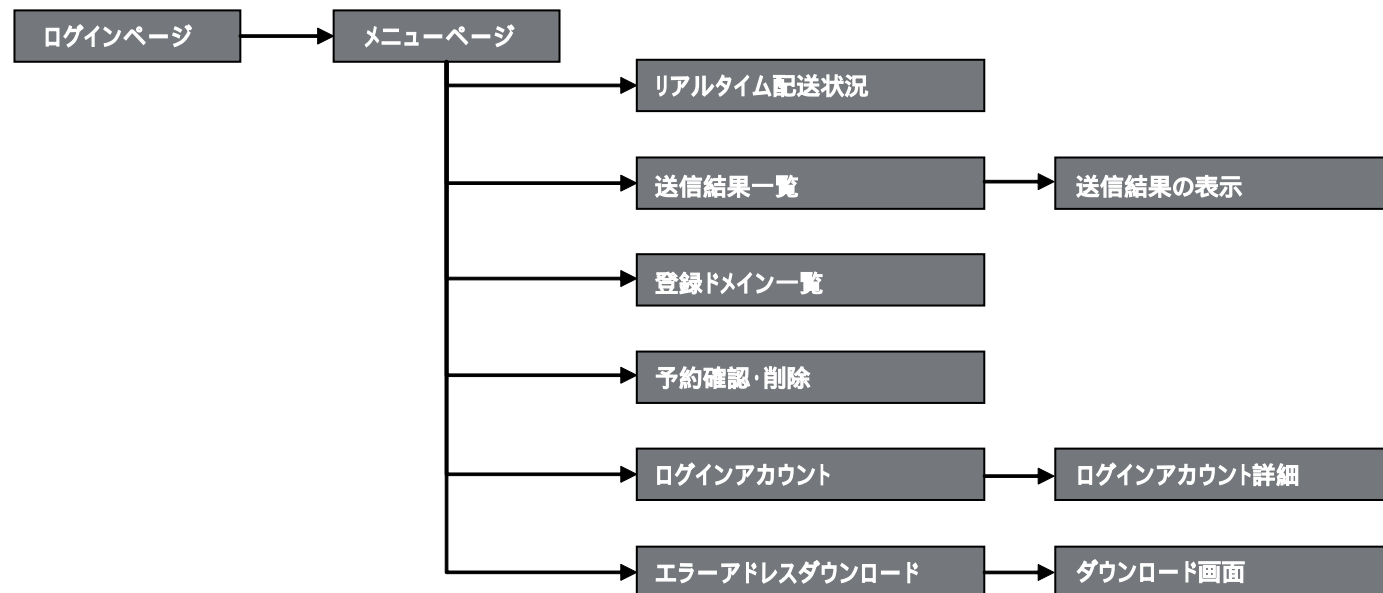 ログインページ
メニューページ
リアルタイム配送状況
送信結果一覧
送信結果の表示
登録ドメイン一覧
予約確認・削除
ログインアカウント
ログインアカウント詳細
エラーアドレスダウンロード
ダウンロード画面